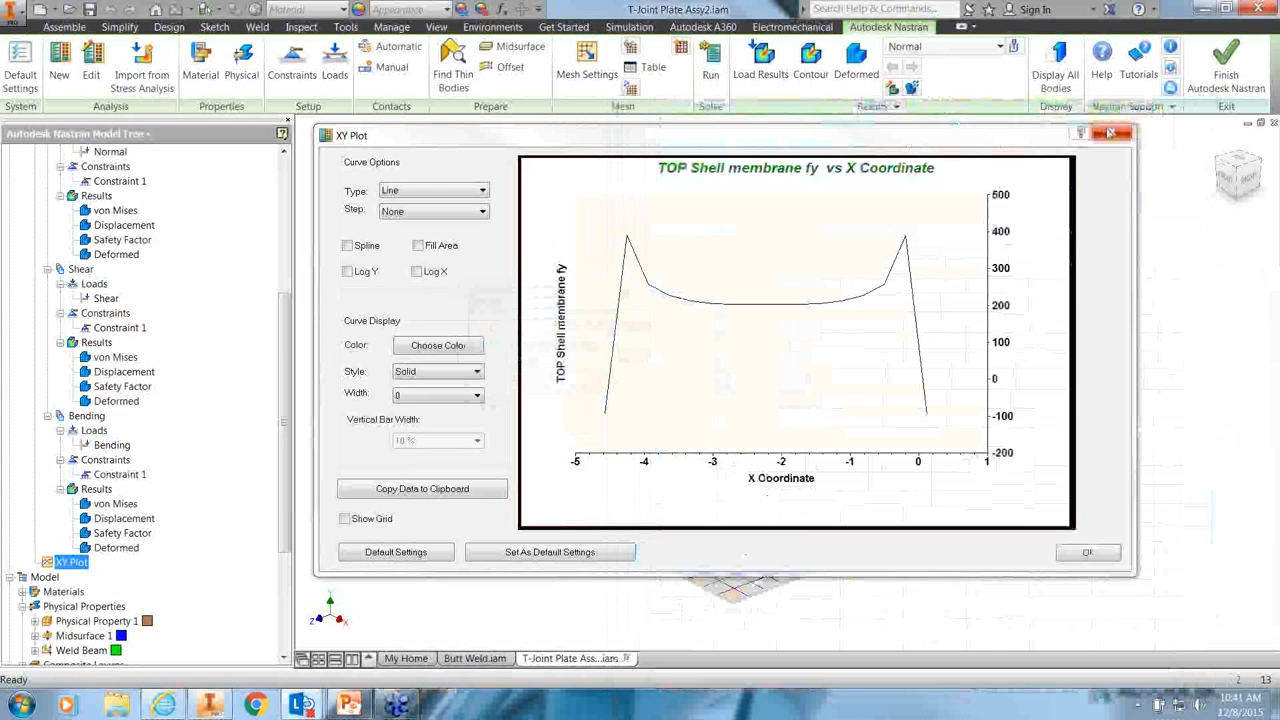 Material
Appearance
T-Joint Plate Assy2.iam
Search Help & Commands...
Sign In
Assemble Simplify Design Sketch Weld Inspect Tools Manage View Environments Get Started Simulation Autodesk A360 Electromechanical Autodesk Nastran
Default Settings
New
Edit
Import from Stress Analysis
Material
Physical
Constraints
Loads
Automatic
Manual
Find Thin Bodies
Midsurface
Offset
Mesh Settings
Table
Run
Load Results
Contour
Deformed
Normal
Display All Bodies
Help
Tutorials
Finish Autodesk Nastran
System Analysis Properties Setup Contacts Prepare Mesh Solve Results Display Nastran Support Exit
Autodesk Nastran Model Tree
Normal
Constraints
Constraint 1
Results
von Mises
Displacement
Safety Factor
Deformed
Shear
Loads
Shear
Constraints
Constraint 1
Results
von Mises
Displacement
Safety Factor
Deformed
Bending
Loads
Bending
Constraints
Constraint 1
Results
von Mises
Displacement
Safety Factor
Deformed
XY Plot
Model
Materials
Physical Properties
Physical Property 1
Midsurface 1
Weld Beam
XY Plot
Curve Options
Type: Line
Step: None
Spline Fill Area
Log Y Log X
Curve Display
Color: Choose Color
Style: Solid
Width: 0
Vertical Bar Width:
10 %
Copy Data to Clipboard
Show Grid
Default Settings
Set As Default Settings
OK
TOP Shell membrane fy vs X Coordinate
TOP Shell membrane fy
500
400
300
200
100
0
-100
-200
-5 -4 -3 -2 -1 0 1
X Coordinate
Y
Z
X
My Home Butt Weld.iam T-Joint Plate Ass...iam
Ready
2 13
10:41 AM
12/8/2015